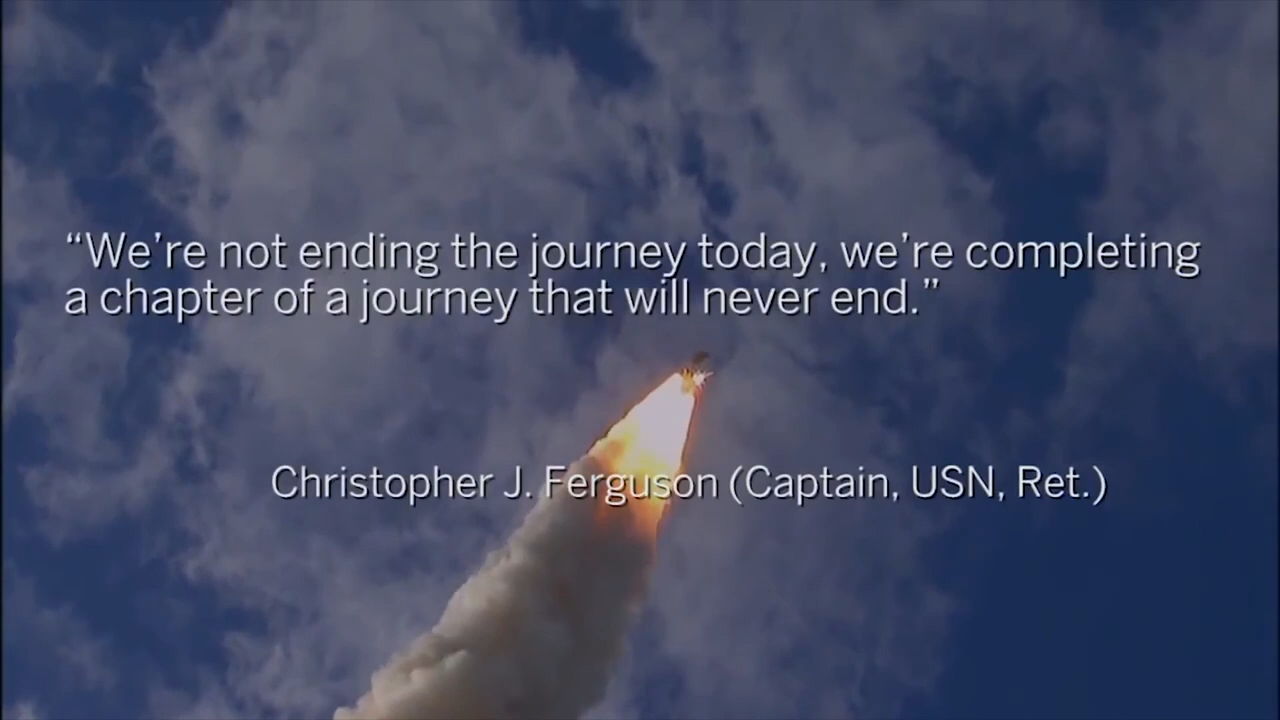 “We’re not ending the journey today, we’re completing
a chapter of a journey that will never end.”
Christopher J. Ferguson (Captain, USN, Ret.)